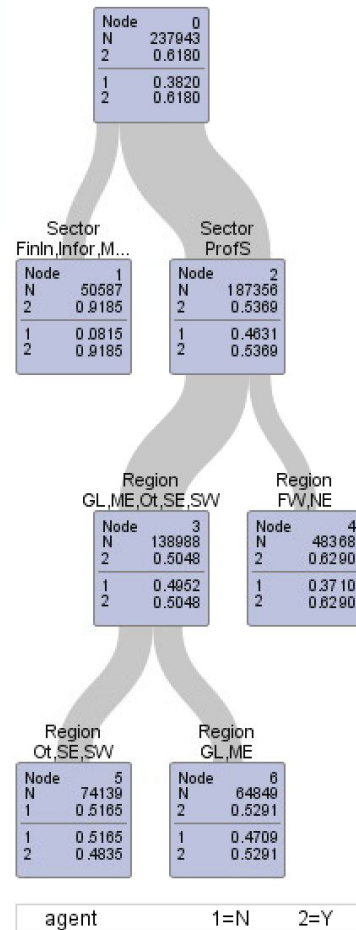 Node 0
N 237943
2 0.6180
1 0.3820
2 0.6180
Sector
FinIn,Infor,M...
Node 1
N 50587
2 0.9185
1 0.0815
2 0.9185
Sector
ProfS
Node 2
N 187356
2 0.5369
1 0.4631
2 0.5369
Region
GL,ME,Ot,SE,SW
Node 3
N 138988
2 0.5048
1 0.4952
2 0.5048
Region
FW,NE
Node 4
N 48368
2 0.6290
1 0.3710
2 0.6290
Region
Ot,SE,SW
Node 5
N 74139
1 0.5165
1 0.5165
2 0.4835
Region
GL,ME
Node 6
N 64849
2 0.5291
1 0.4709
2 0.5291
agent 1=N 2=Y